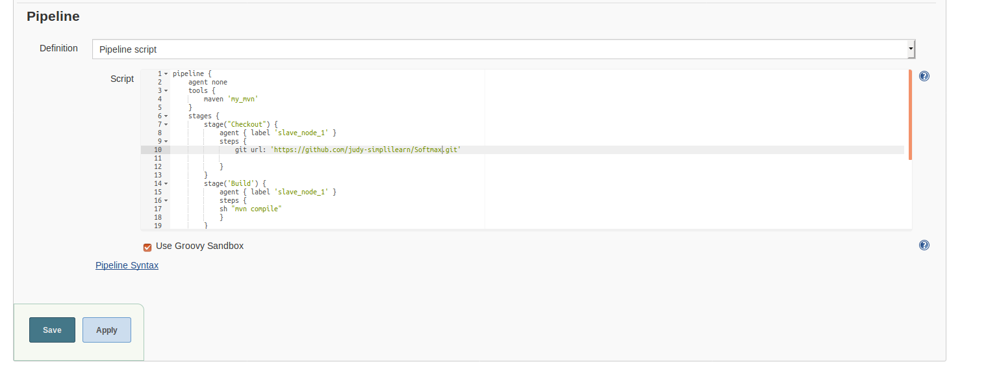 Pipeline
Definition
Pipeline script
Script
1 pipeline {
2 agent none
3 tools {
4 maven 'my_mvn'
5 }
6 stages {
7 stage("Checkout") {
8 agent { label 'slave_node_1' }
9 steps {
10 git url: 'https://github.com/judy-simplilearn/Softmax.git'
11
12 }
13 }
14 stage('Build') {
15 agent { label 'slave_node_1' }
16 steps {
17 sh "mvn compile"
18 }
19 }
Use Groovy Sandbox
Pipeline Syntax
Save
Apply